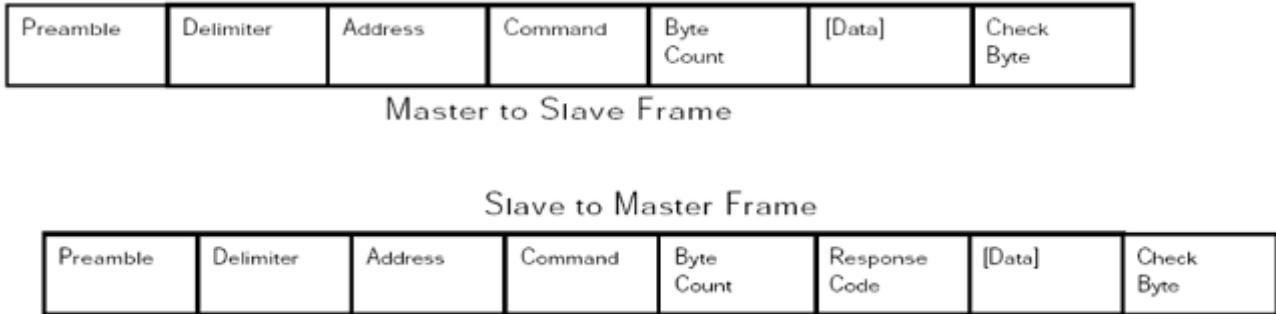 Preamble Delimiter Address Command Byte Count [Data] Check Byte
Master to Slave Frame
Slave to Master Frame
Preamble Delimiter Address Command Byte Count Response Code [Data] Check Byte